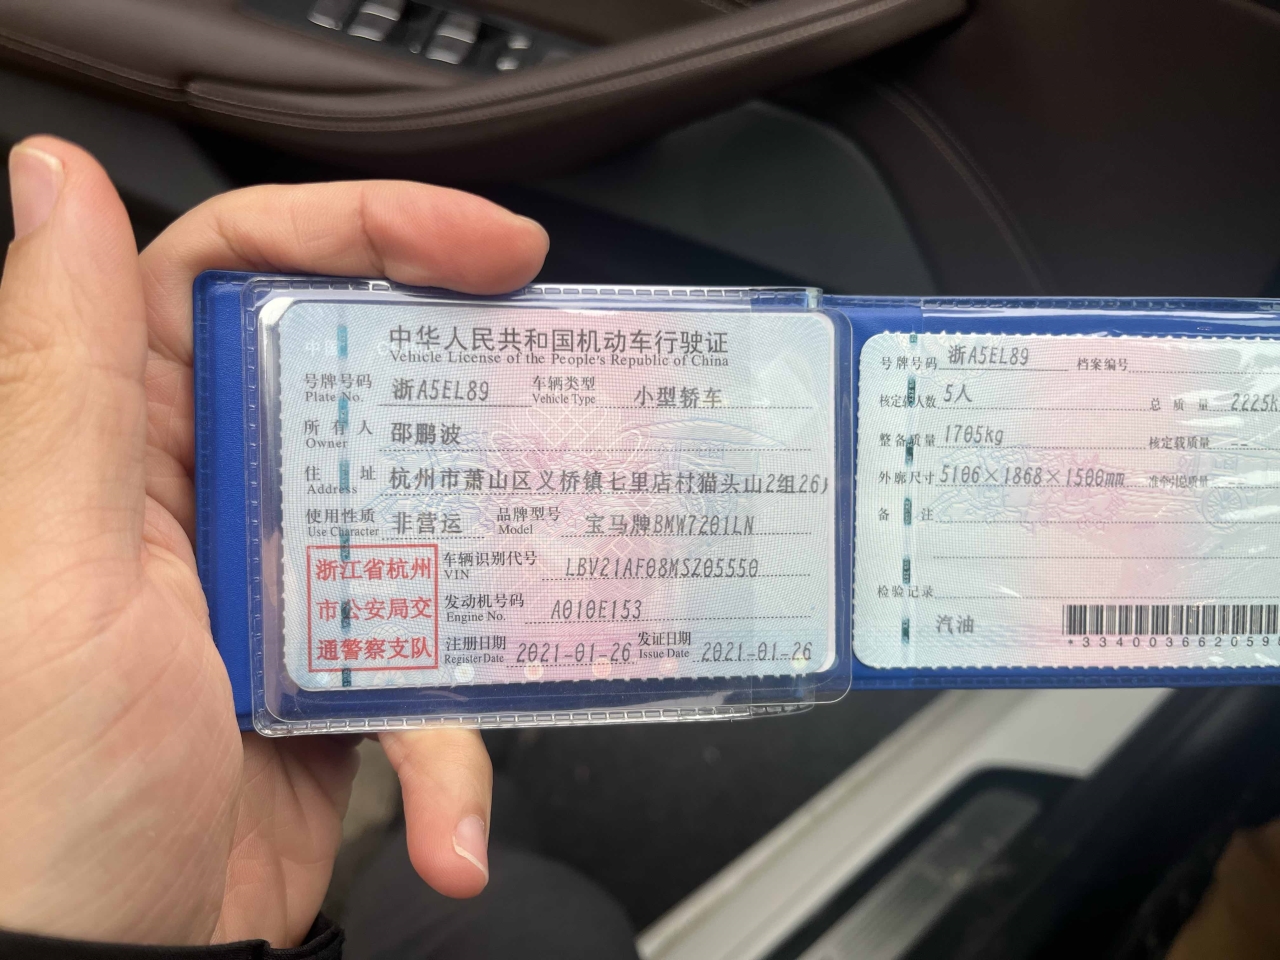 中华人民共和国机动车行驶证
Vehicle License of the People's Republic of China
号牌号码 浙A5EL89 车辆类型 小型轿车
Plate No. Vehicle Type
所有人 邵鹏波
Owner
住址 杭州市萧山区义桥镇七里店村猫头山2组26
Address
使用性质 非营运 品牌型号 宝马牌BMW7201LN
Use Character Model
浙江省杭州
市公安局交
通警察支队
车辆识别代号 LBV21AF08MSZ05550
VIN
发动机号码 A010E153
Engine No.
注册日期 2021-01-26 发证日期 2021-01-26
Register Date Issue Date
号牌号码 浙A5EL89 档案编号
核定载人数 5人 总质量 2225k
整备质量 1705kg 核定载质量 --
外廓尺寸 5106×1868×1500mm 准牵引总质量 --
备注
检验记录
汽油
*334003662059